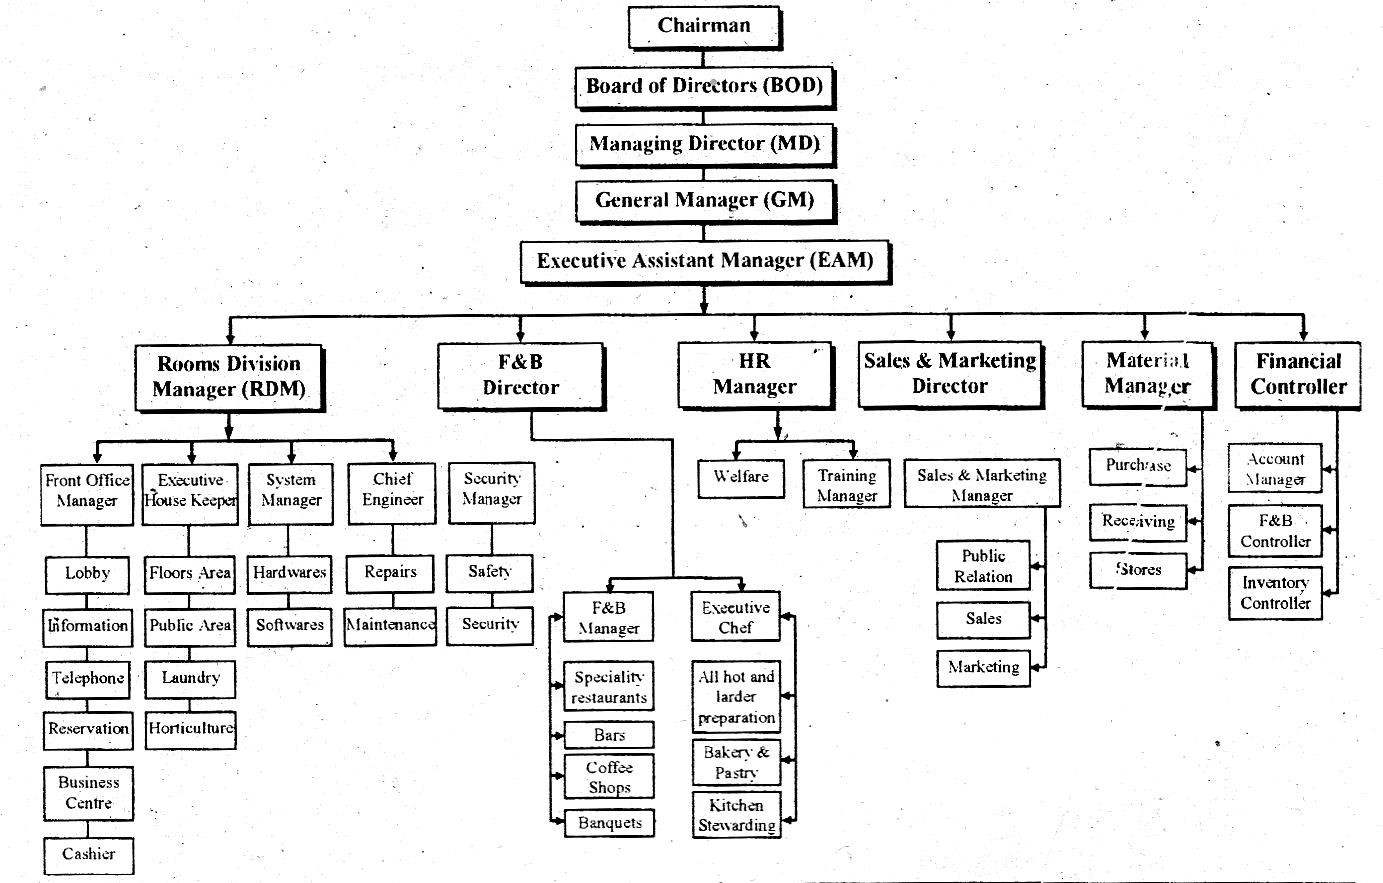 Chairman
Board of Directors (BOD)
Managing Director (MD)
General Manager (GM)
Executive Assistant Manager (EAM)
Rooms Division
Manager (RDM)
F&B
Director
HR
Manager
Sales & Marketing
Director
Material
Manager
Financial
Controller
Front Office
Manager
Executive
House Keeper
System
Manager
Chief
Engineer
Security
Manager
Welfare
Training
Manager
Sales & Marketing
Manager
Purchase
Account
Manager
Lobby
Floors Area
Hardwares
Repairs
Safety
Public
Relation
Receiving
F&B
Controller
Information
Public Area
Softwares
Maintenance
Security
F&B
Manager
Executive
Chef
Sales
Stores
Inventory
Controller
Telephone
Laundry
Speciality
restaurants
All hot and
larder
preparation
Marketing
Reservation
Horticulture
Bars
Bakery &
Pastry
Business
Centre
Coffee
Shops
Kitchen
Stewarding
Cashier
Banquets